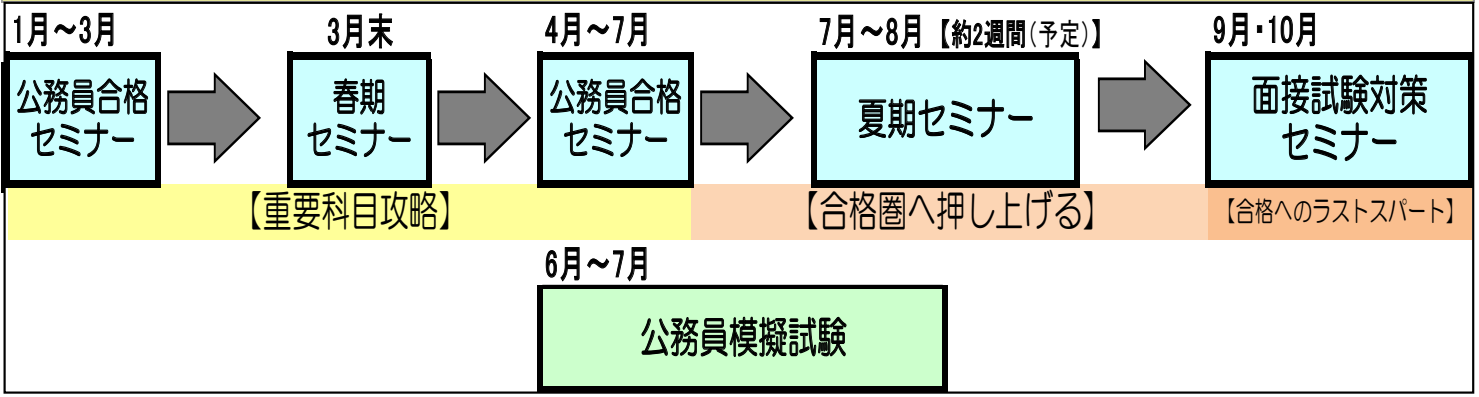 1月～3月
3月末
4月～7月
7月～8月【約2週間(予定)】
9月・10月
公務員合格
セミナー
春期
セミナー
公務員合格
セミナー
夏期セミナー
面接試験対策
セミナー
【重要科目攻略】
【合格圏へ押し上げる】
【合格へのラストスパート】
6月～7月
公務員模擬試験